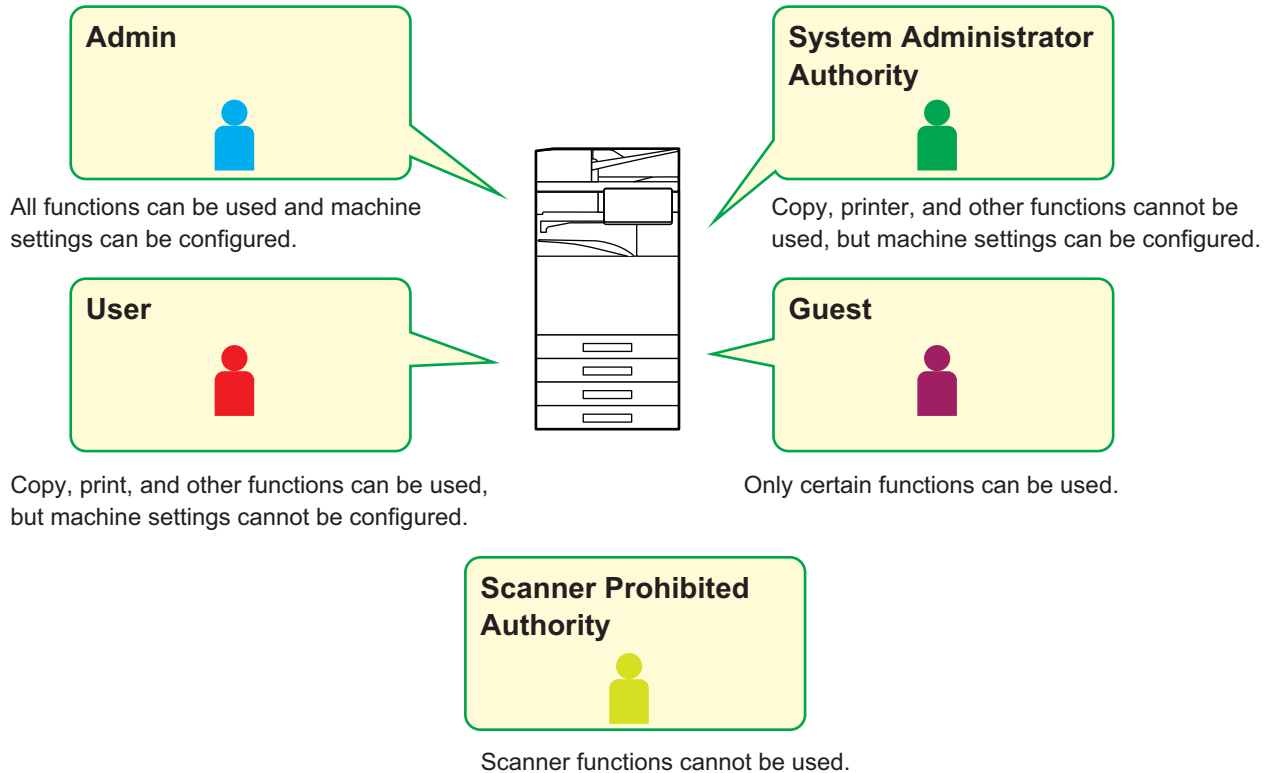 Admin
All functions can be used and machine
settings can be configured.
System Administrator
Authority
Copy, printer, and other functions cannot be
used, but machine settings can be configured.
User
Copy, print, and other functions can be used,
but machine settings cannot be configured.
Guest
Only certain functions can be used.
Scanner Prohibited
Authority
Scanner functions cannot be used.